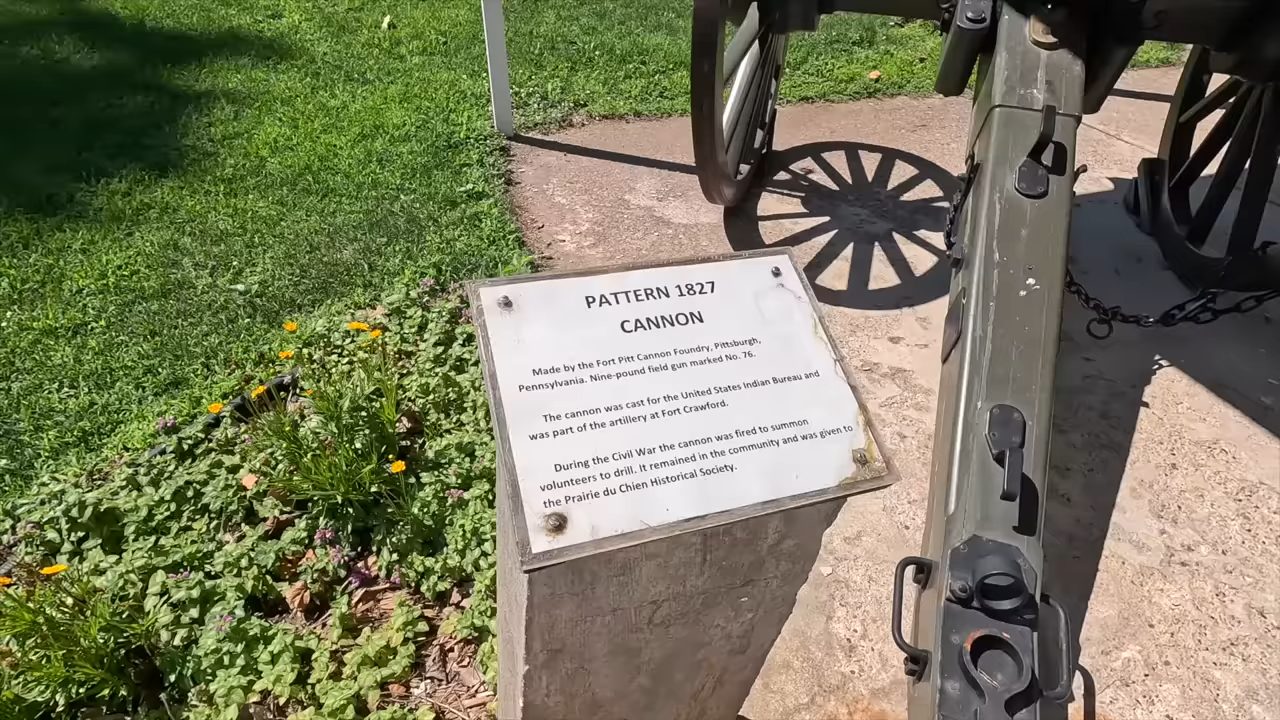 PATTERN 1827
CANNON
Made by the Fort Pitt Cannon Foundry, Pittsburgh,
Pennsylvania. Nine-pound field gun marked No. 76.
The cannon was cast for the United States Indian Bureau and
was part of the artillery at Fort Crawford.
During the Civil War the cannon was fired to summon
volunteers to drill. It remained in the community and was given to
the Prairie du Chien Historical Society.